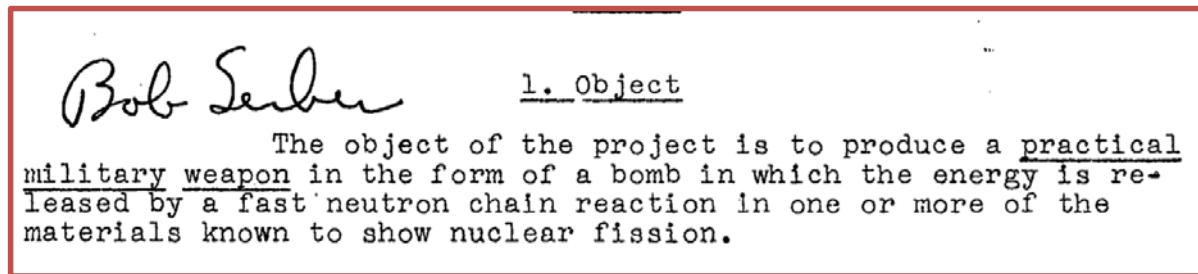 Bob Serber
1. Object
The object of the project is to produce a practical
military weapon in the form of a bomb in which the energy is re-
leased by a fast neutron chain reaction in one or more of the
materials known to show nuclear fission.